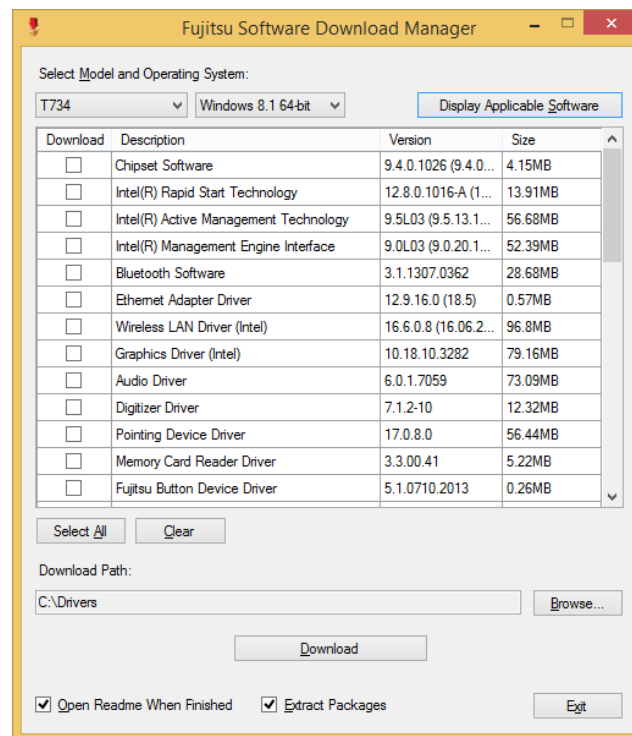 Fujitsu Software Download Manager
Select Model and Operating System:
T734 Windows 8.1 64-bit Display Applicable Software
Download Description Version Size
Chipset Software 9.4.0.1026 (9.4.0... 4.15MB
Intel(R) Rapid Start Technology 12.8.0.1016-A (1... 13.91MB
Intel(R) Active Management Technology 9.5L03 (9.5.13.1... 56.68MB
Intel(R) Management Engine Interface 9.0L03 (9.0.20.1... 52.39MB
Bluetooth Software 3.1.1307.0362 28.68MB
Ethernet Adapter Driver 12.9.16.0 (18.5) 0.57MB
Wireless LAN Driver (Intel) 16.6.0.8 (16.06.2... 96.8MB
Graphics Driver (Intel) 10.18.10.3282 79.16MB
Audio Driver 6.0.1.7059 73.09MB
Digitizer Driver 7.1.2-10 12.32MB
Pointing Device Driver 17.0.8.0 56.44MB
Memory Card Reader Driver 3.3.00.41 5.22MB
Fujitsu Button Device Driver 5.1.0710.2013 0.26MB
Select All Clear
Download Path:
C:\Drivers Browse...
Download
Open Readme When Finished Extract Packages Exit